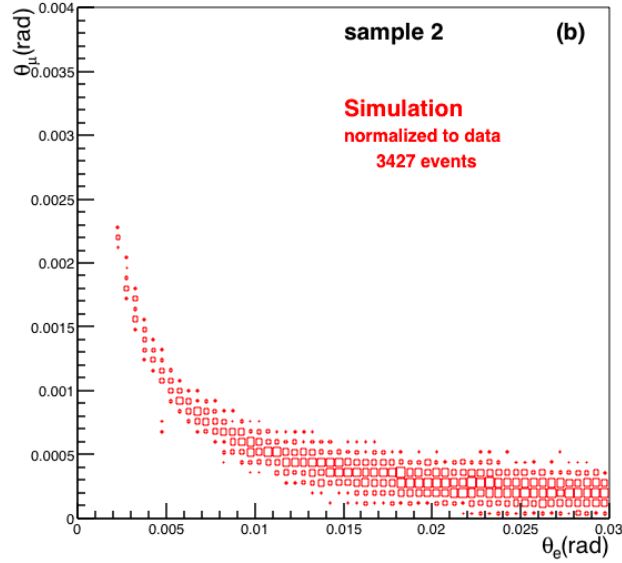 0.004
sample 2 (b)
θμ(rad)
0.0035
Simulation
0.003
normalized to data
3427 events
0.0025
0.002
0.0015
0.001
0.0005
0
0 0.005 0.01 0.015 0.02 0.025 0.03
θe(rad)